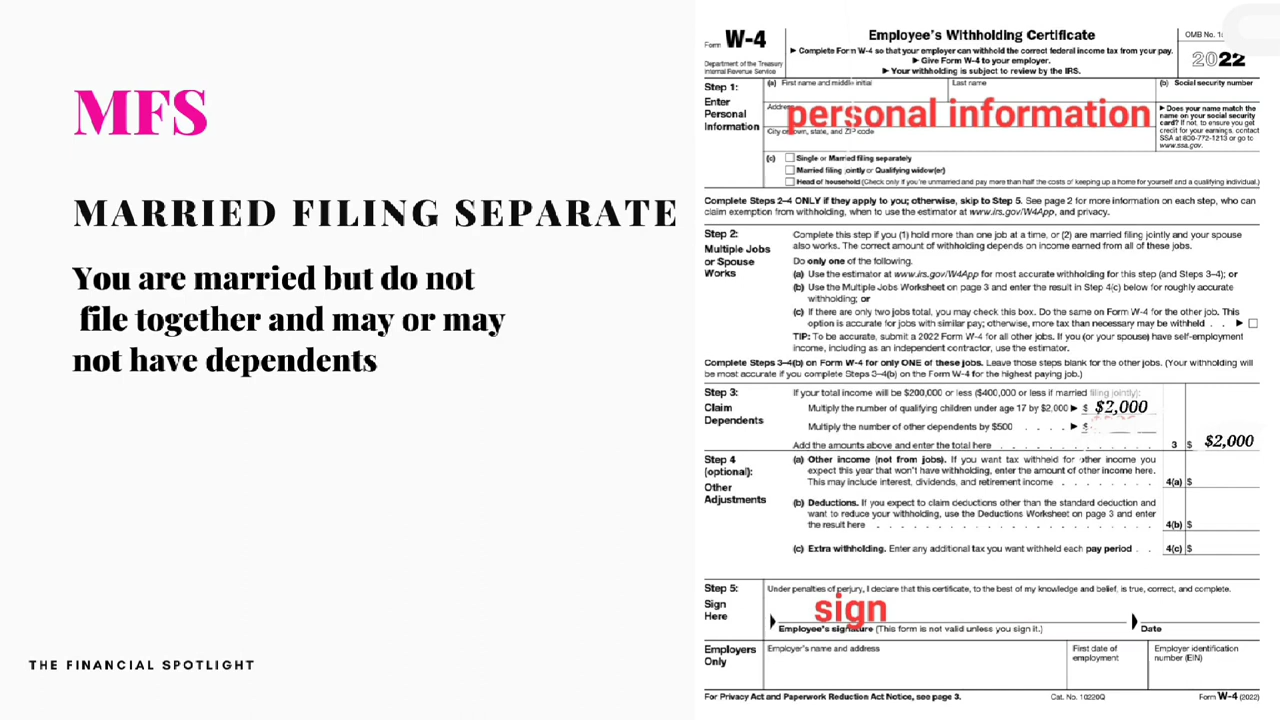 MFS
MARRIED FILING SEPARATE
You are married but do not
file together and may or may
not have dependents
THE FINANCIAL SPOTLIGHT
Form W-4
Department of the Treasury
Internal Revenue Service
Employee's Withholding Certificate
▶ Complete Form W-4 so that your employer can withhold the correct federal income tax from your pay.
▶ Give Form W-4 to your employer.
▶ Your withholding is subject to review by the IRS.
OMB No.
2022
Step 1:
Enter
Personal
Information
(a) First name and middle initial
Last name
(b) Social security number
Address
personal information
City or town, state, and ZIP code
▶ Does your name match the
name on your social security
card? If not, to ensure you get
credit for your earnings, contact
SSA at 800-772-1213 or go to
www.ssa.gov.
(c) Single or Married filing separately
Married filing jointly or Qualifying widow(er)
Head of household (Check only if you're unmarried and pay more than half the costs of keeping up a home for yourself and a qualifying individual.)
Complete Steps 2–4 ONLY if they apply to you; otherwise, skip to Step 5. See page 2 for more information on each step, who can
claim exemption from withholding, when to use the estimator at www.irs.gov/W4App, and privacy.
Step 2:
Multiple Jobs
or Spouse
Works
Complete this step if you (1) hold more than one job at a time, or (2) are married filing jointly and your spouse
also works. The correct amount of withholding depends on income earned from all of these jobs.
Do only one of the following.
(a) Use the estimator at www.irs.gov/W4App for most accurate withholding for this step (and Steps 3–4); or
(b) Use the Multiple Jobs Worksheet on page 3 and enter the result in Step 4(c) below for roughly accurate
withholding; or
(c) If there are only two jobs total, you may check this box. Do the same on Form W-4 for the other job. This
option is accurate for jobs with similar pay; otherwise, more tax than necessary may be withheld . . ▶
TIP: To be accurate, submit a 2022 Form W-4 for all other jobs. If you (or your spouse) have self-employment
income, including as an independent contractor, use the estimator.
Complete Steps 3–4(b) on Form W-4 for only ONE of these jobs. Leave those steps blank for the other jobs. (Your withholding will
be most accurate if you complete Steps 3–4(b) on the Form W-4 for the highest paying job.)
Step 3:
Claim
Dependents
If your total income will be $200,000 or less ($400,000 or less if married filing jointly):
Multiply the number of qualifying children under age 17 by $2,000 ▶ $ $2,000
Multiply the number of other dependents by $500 . . . . ▶ $
Add the amounts above and enter the total here . . . . . . . . . . . . . 3 $ $2,000
Step 4
(optional):
Other
Adjustments
(a) Other income (not from jobs). If you want tax withheld for other income you
expect this year that won't have withholding, enter the amount of other income here.
This may include interest, dividends, and retirement income . . . . . . . . 4(a) $
(b) Deductions. If you expect to claim deductions other than the standard deduction and
want to reduce your withholding, use the Deductions Worksheet on page 3 and enter
the result here . . . . . . . . . . . . . . . . . . . . . 4(b) $
(c) Extra withholding. Enter any additional tax you want withheld each pay period . . 4(c) $
Step 5:
Sign
Here
Under penalties of perjury, I declare that this certificate, to the best of my knowledge and belief, is true, correct, and complete.
sign
Employee's signature (This form is not valid unless you sign it.)
Date
Employers
Only
Employer's name and address
First date of
employment
Employer identification
number (EIN)
For Privacy Act and Paperwork Reduction Act Notice, see page 3.
Cat. No. 10220Q
Form W-4 (2022)